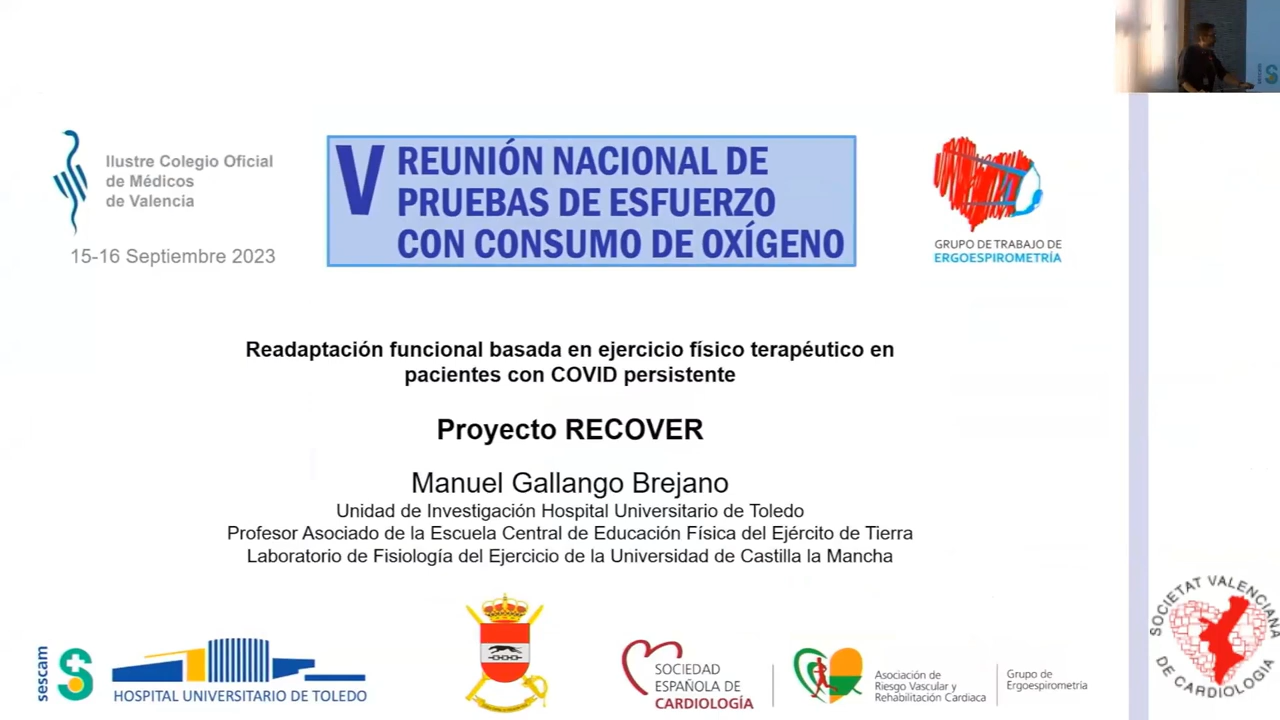 Ilustre Colegio Oficial
de Médicos
de Valencia
15-16 Septiembre 2023
V REUNIÓN NACIONAL DE
PRUEBAS DE ESFUERZO
CON CONSUMO DE OXÍGENO
GRUPO DE TRABAJO DE
ERGOESPIROMETRÍA
Readaptación funcional basada en ejercicio físico terapéutico en
pacientes con COVID persistente
Proyecto RECOVER
Manuel Gallango Brejano
Unidad de Investigación Hospital Universitario de Toledo
Profesor Asociado de la Escuela Central de Educación Física del Ejército de Tierra
Laboratorio de Fisiología del Ejercicio de la Universidad de Castilla la Mancha
sescam
HOSPITAL UNIVERSITARIO DE TOLEDO
SOCIEDAD
ESPAÑOLA DE
CARDIOLOGÍA
Asociación de
Riesgo Vascular y
Rehabilitación Cardiaca
Grupo de
Ergoespirometría
SOCIETAT VALENCIANA
DE CARDIOLOGIA